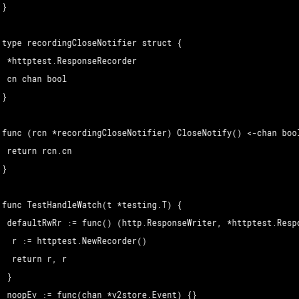 }
type recordingCloseNotifier struct {
*httptest.ResponseRecorder
cn chan bool
}
func (rcn *recordingCloseNotifier) CloseNotify() <-chan bool
return rcn.cn
}
func TestHandleWatch(t *testing.T) {
defaultRwRr := func() (http.ResponseWriter, *httptest.Respo
r := httptest.NewRecorder()
return r, r
}
noopEv := func(chan *v2store.Event) {}